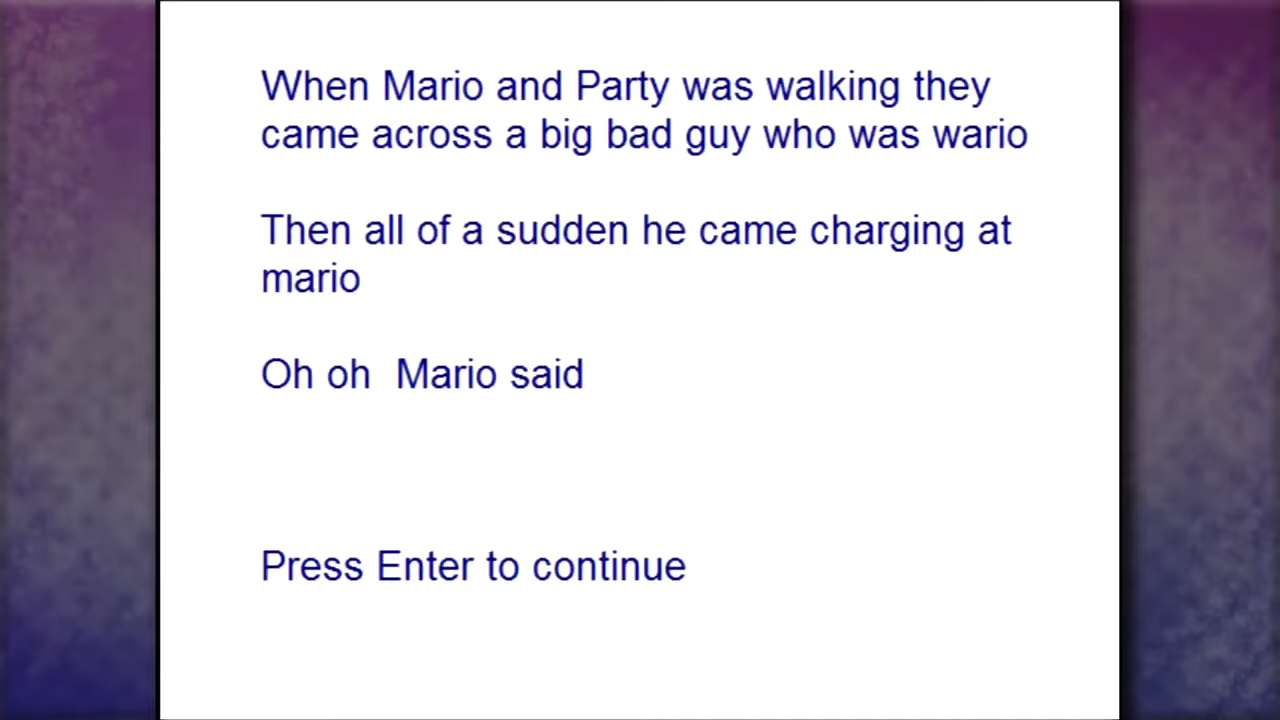 When Mario and Party was walking they
came across a big bad guy who was wario
Then all of a sudden he came charging at
mario
Oh oh  Mario said
Press Enter to continue